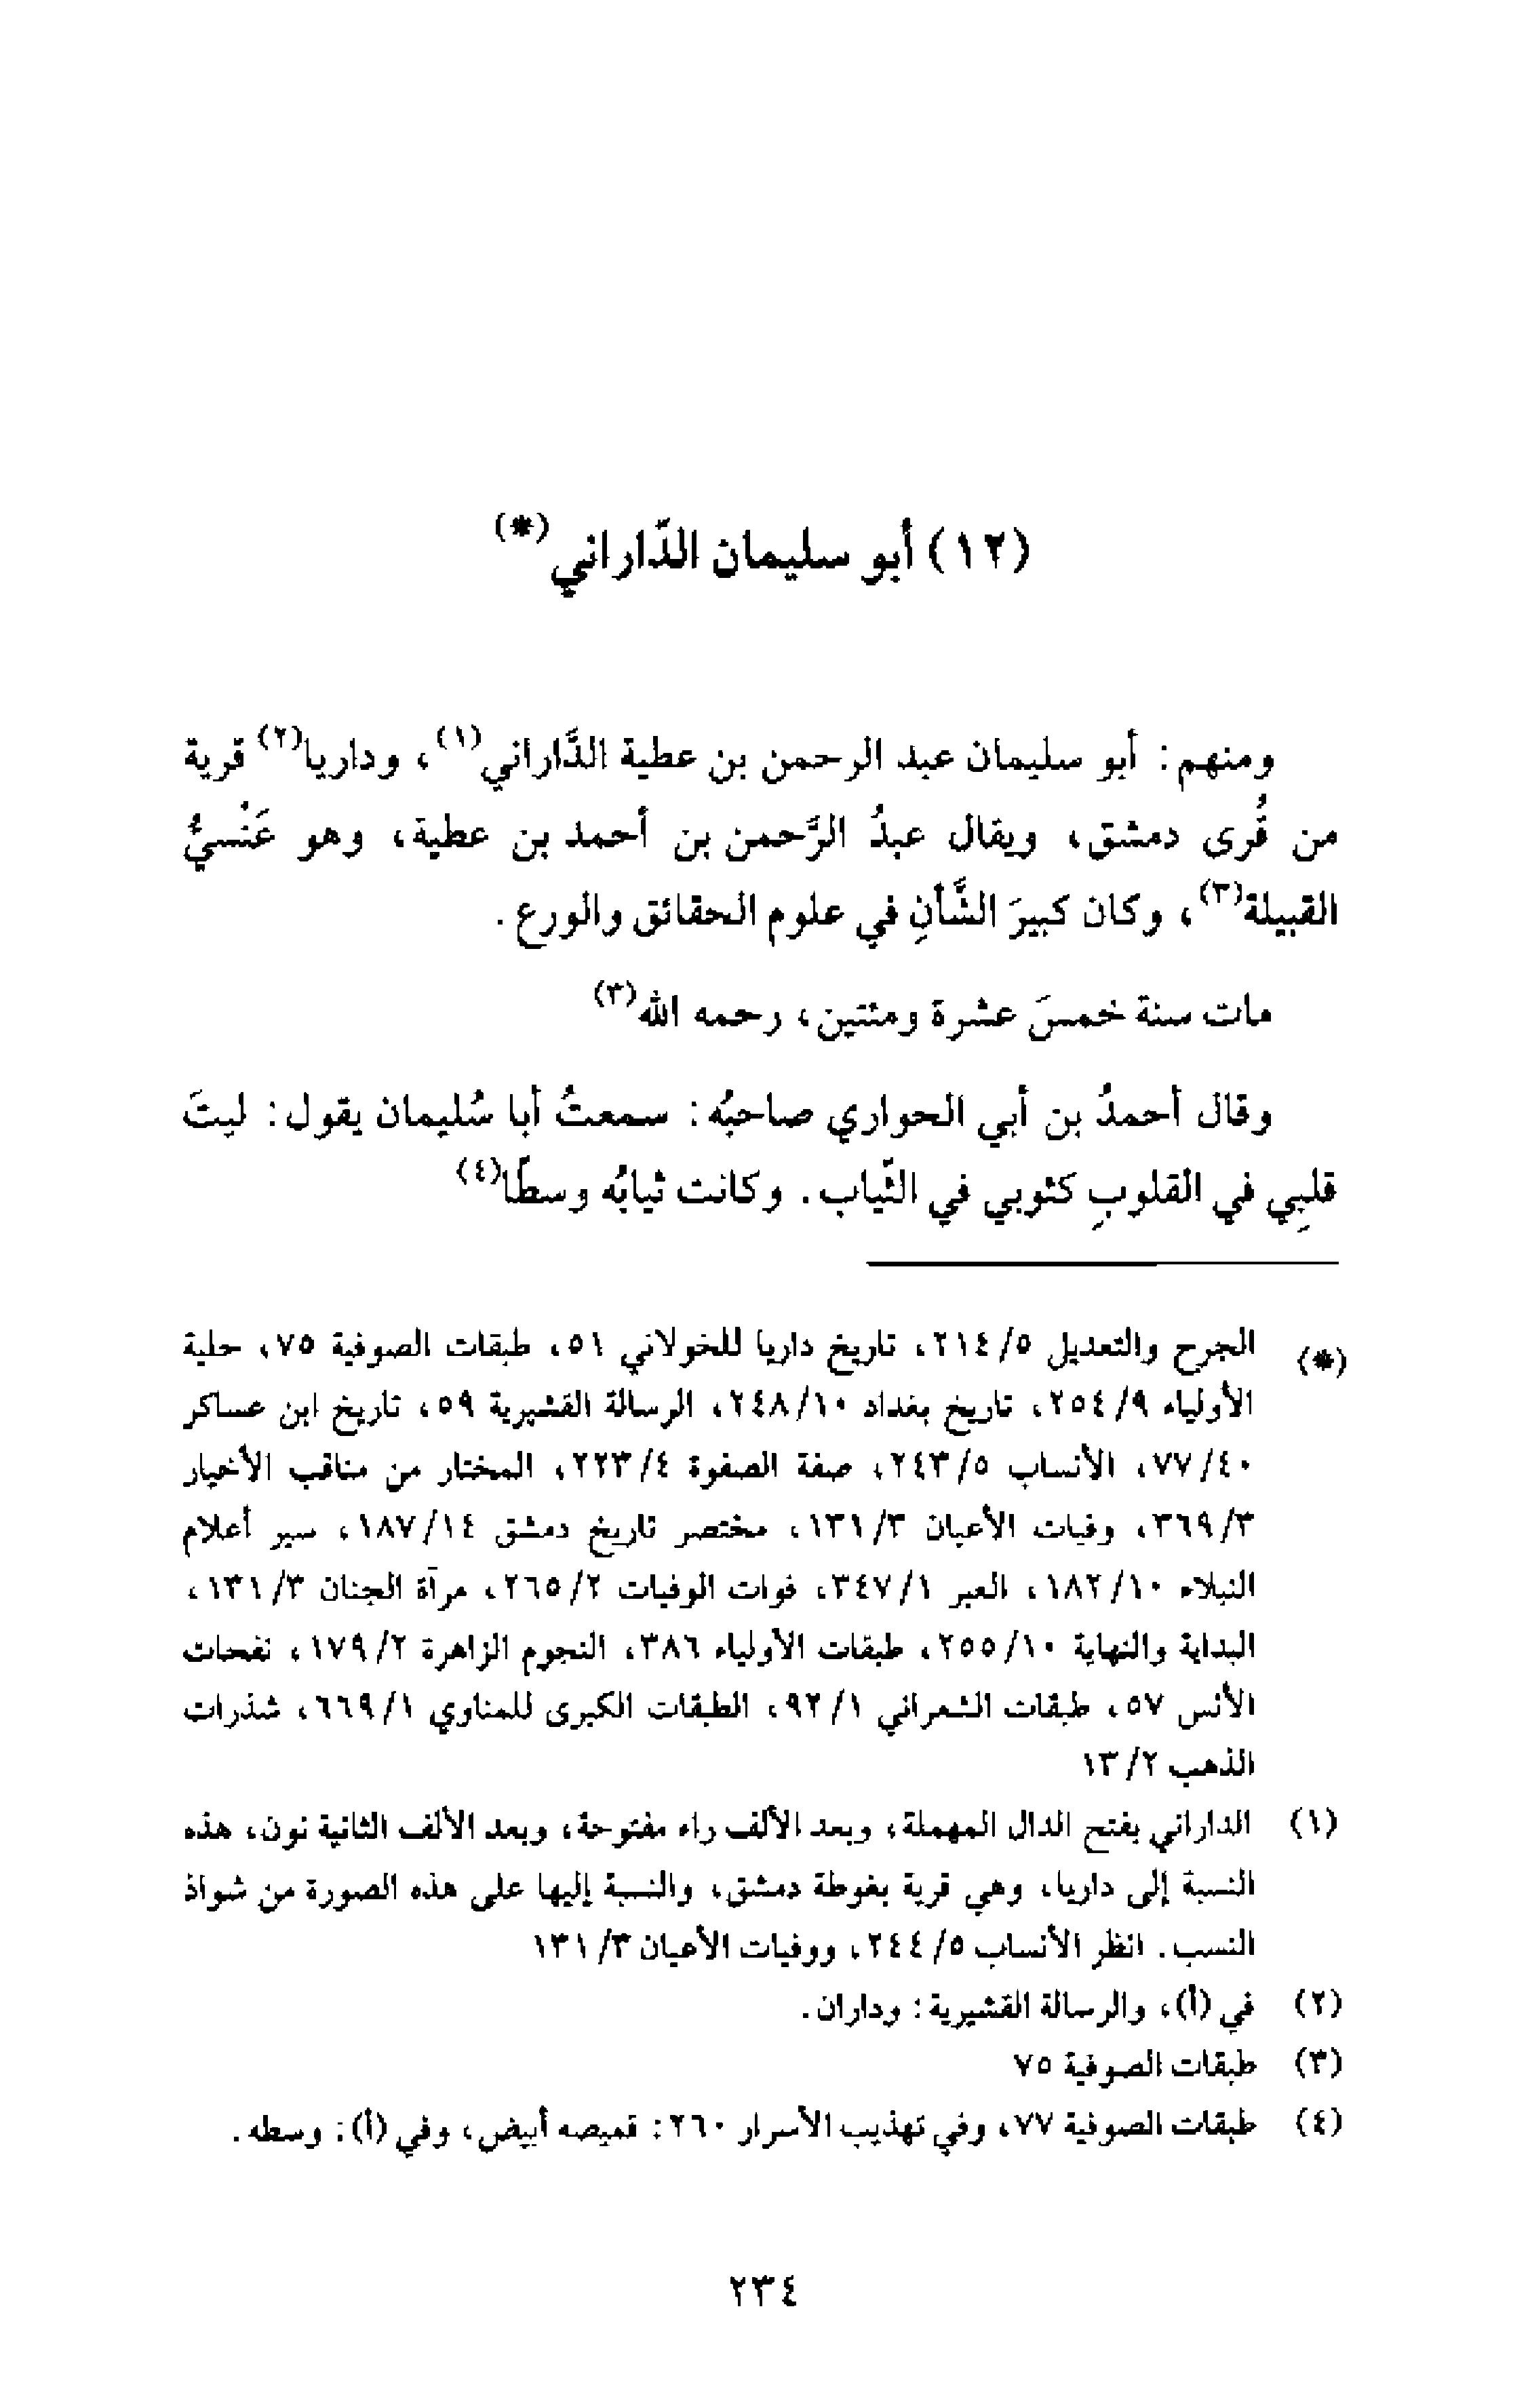 (١٢) أبو سليمان الدّاراني(*)
ومنهم: أبو سليمان عبد الرحمن بن عطية الدَّاراني(١)، وداريا(٢) قرية
من قُرى دمشق، ويقال عبدُ الرَّحمن بن أحمد بن عطية، وهو عَنْسيُّ
القبيلة(٣)، وكان كبيرَ الشَّأنِ في علوم الحقائق والورع.
مات سنة خمسَ عشرة ومئتين، رحمه الله(٣)
وقال أحمدُ بن أبي الحواري صاحبُه: سمعتُ أبا سُليمان يقول: ليتَ
قلبِي في القلوبِ كثوبي في الثّياب. وكانت ثيابُه وسطًا(٤)
(*) الجرح والتعديل ٥/ ٢١٤، تاريخ داريا للخولاني ٥١، طبقات الصوفية ٧٥، حلية
الأولياء ٩/ ٢٥٤، تاريخ بغداد ١٠/ ٢٤٨، الرسالة القشيرية ٥٩، تاريخ ابن عساكر
٤٠/ ٧٧، الأنساب ٥/ ٢٤٣، صفة الصفوة ٤/ ٢٢٣، المختار من مناقب الأخيار
٣/ ٣٦٩، وفيات الأعيان ٣/ ١٣١، مختصر تاريخ دمشق ١٤/ ١٨٧، سير أعلام
النبلاء ١٠/ ١٨٢، العبر ١/ ٣٤٧، فوات الوفيات ٢/ ٢٦٥، مرآة الجنان ٣/ ١٣١،
البداية والنهاية ١٠/ ٢٥٥، طبقات الأولياء ٣٨٦، النجوم الزاهرة ٢/ ١٧٩، نفحات
الأنس ٥٧، طبقات الشعراني ١/ ٩٢، الطبقات الكبرى للمناوي ١/ ٦٦٩، شذرات
الذهب ٢/ ١٣
(١) الداراني بفتح الدال المهملة، وبعد الألف راء مفتوحة، وبعد الألف الثانية نون، هذه
النسبة إلى داريا، وهي قرية بغوطة دمشق، والنسبة إليها على هذه الصورة من شواذ
النسب. انظر الأنساب ٥/ ٢٤٤، ووفيات الأعيان ٣/ ١٣١
(٢) في (أ)، والرسالة القشيرية: وداران.
(٣) طبقات الصوفية ٧٥
(٤) طبقات الصوفية ٧٧، وفي تهذيب الأسرار ٢٦٠: قميصه أبيض، وفي (أ): وسطه.
٢٣٤